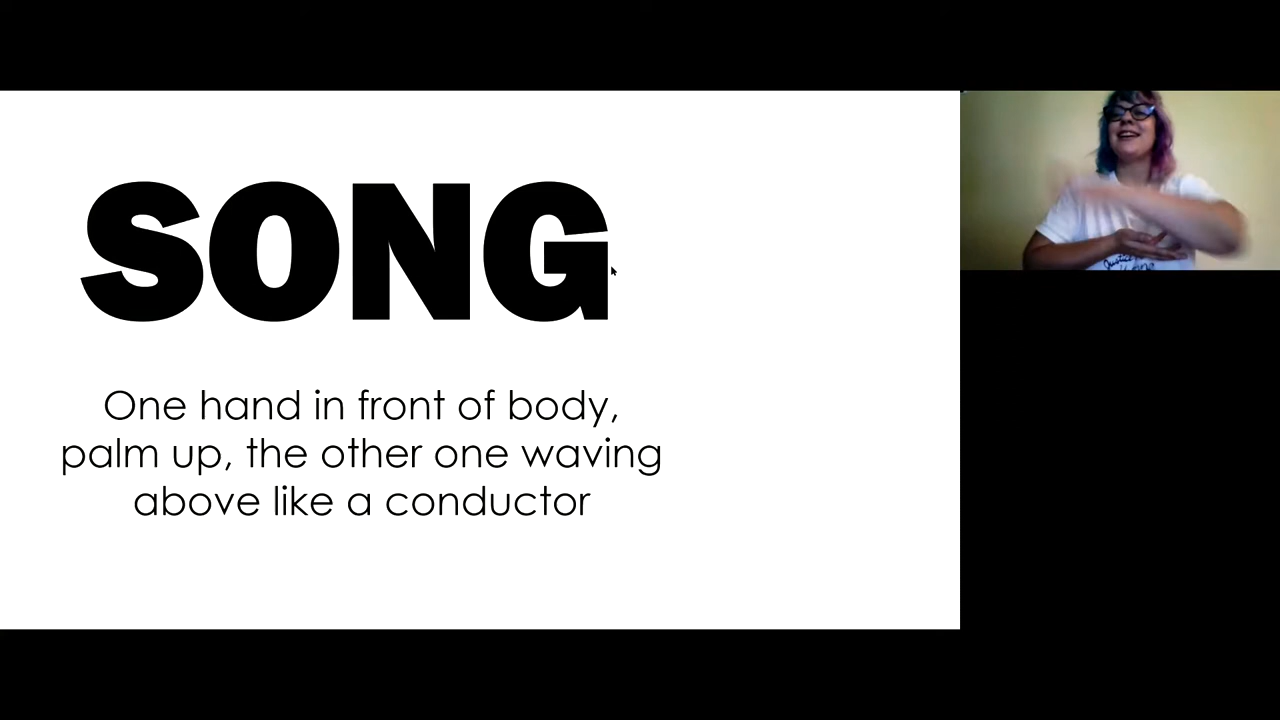 SONG
One hand in front of body,
palm up, the other one waving
above like a conductor